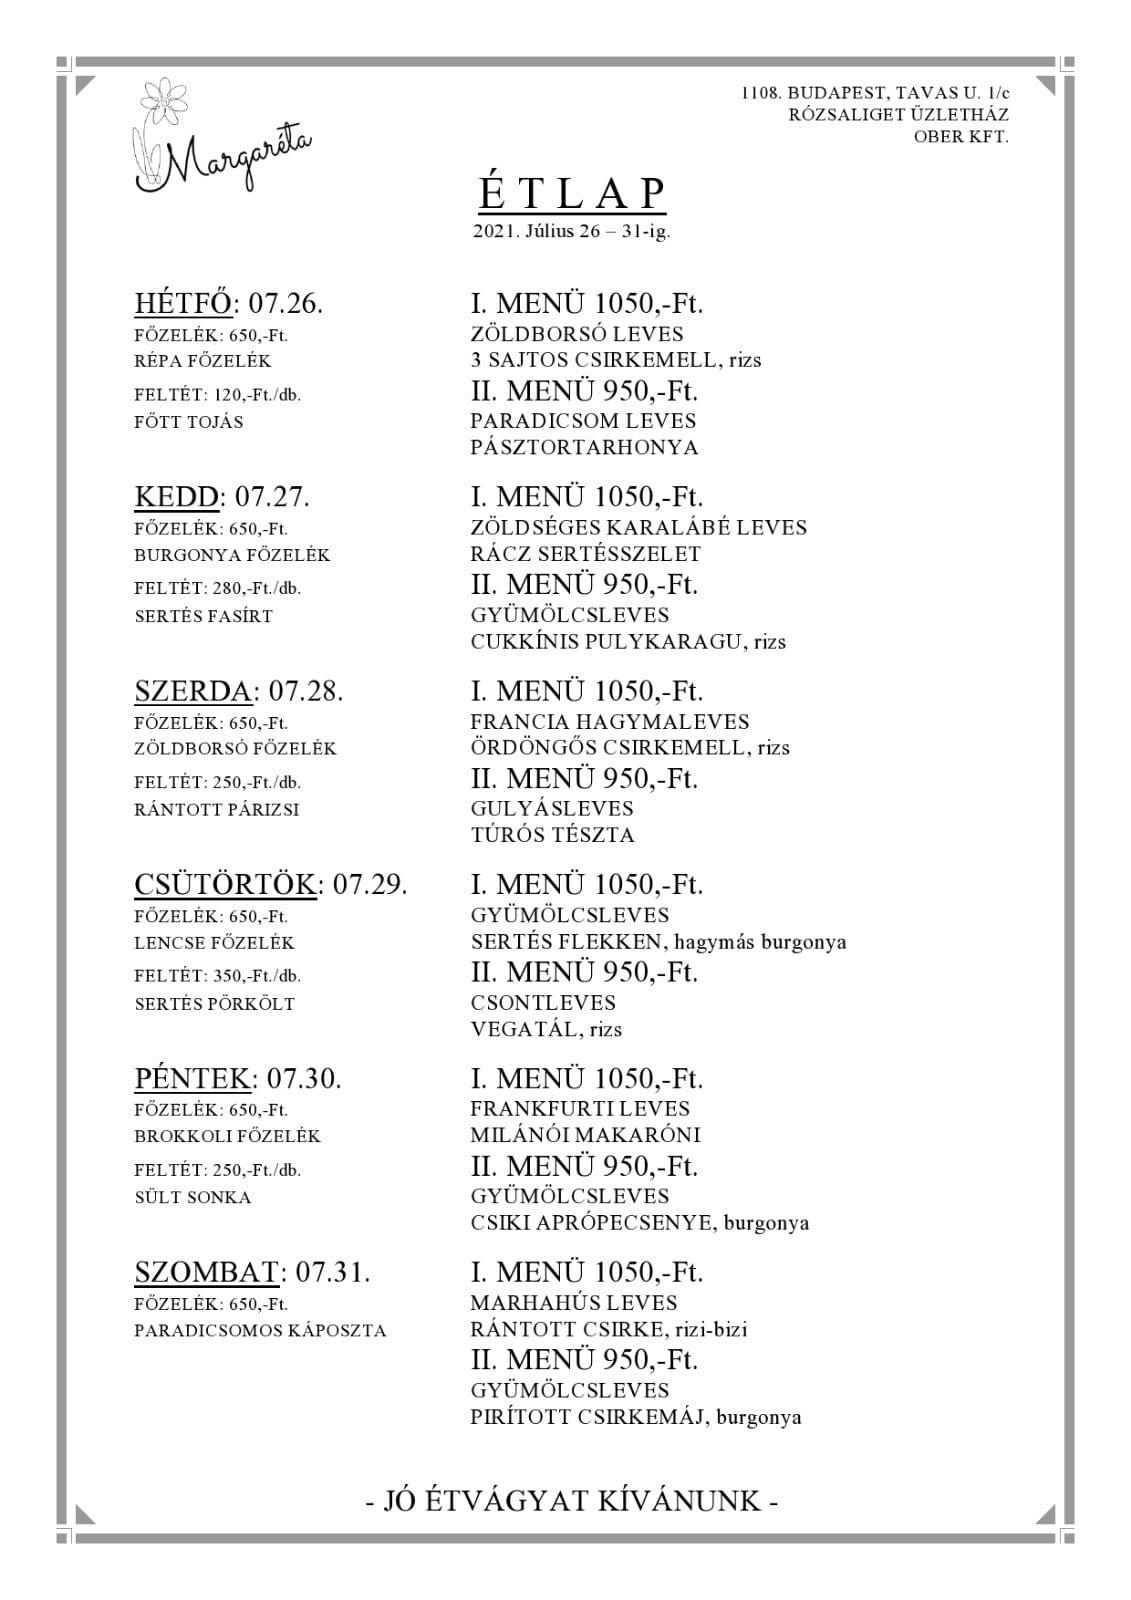 Margaréta
1108. BUDAPEST, TAVAS U. 1/c
RÓZSALIGET ÜZLETHÁZ
OBER KFT.
ÉTLAP
2021. Július 26 – 31-ig.
HÉTFŐ: 07.26.
FŐZELÉK: 650,-Ft.
RÉPA FŐZELÉK
FELTÉT: 120,-Ft./db.
FŐTT TOJÁS
I. MENÜ 1050,-Ft.
ZÖLDBORSÓ LEVES
3 SAJTOS CSIRKEMELL, rizs
II. MENÜ 950,-Ft.
PARADICSOM LEVES
PÁSZTORTARHONYA
KEDD: 07.27.
FŐZELÉK: 650,-Ft.
BURGONYA FŐZELÉK
FELTÉT: 280,-Ft./db.
SERTÉS FASÍRT
I. MENÜ 1050,-Ft.
ZÖLDSÉGES KARALÁBÉ LEVES
RÁCZ SERTÉSSZELET
II. MENÜ 950,-Ft.
GYÜMÖLCSLEVES
CUKKÍNIS PULYKARAGU, rizs
SZERDA: 07.28.
FŐZELÉK: 650,-Ft.
ZÖLDBORSÓ FŐZELÉK
FELTÉT: 250,-Ft./db.
RÁNTOTT PÁRIZSI
I. MENÜ 1050,-Ft.
FRANCIA HAGYMALEVES
ÖRDÖNGŐS CSIRKEMELL, rizs
II. MENÜ 950,-Ft.
GULYÁSLEVES
TÚRÓS TÉSZTA
CSÜTÖRTÖK: 07.29.
FŐZELÉK: 650,-Ft.
LENCSE FŐZELÉK
FELTÉT: 350,-Ft./db.
SERTÉS PÖRKÖLT
I. MENÜ 1050,-Ft.
GYÜMÖLCSLEVES
SERTÉS FLEKKEN, hagymás burgonya
II. MENÜ 950,-Ft.
CSONTLEVES
VEGATÁL, rizs
PÉNTEK: 07.30.
FŐZELÉK: 650,-Ft.
BROKKOLI FŐZELÉK
FELTÉT: 250,-Ft./db.
SÜLT SONKA
I. MENÜ 1050,-Ft.
FRANKFURTI LEVES
MILÁNÓI MAKARÓNI
II. MENÜ 950,-Ft.
GYÜMÖLCSLEVES
CSIKI APRÓPECSENYE, burgonya
SZOMBAT: 07.31.
FŐZELÉK: 650,-Ft.
PARADICSOMOS KÁPOSZTA
I. MENÜ 1050,-Ft.
MARHAHÚS LEVES
RÁNTOTT CSIRKE, rizi-bizi
II. MENÜ 950,-Ft.
GYÜMÖLCSLEVES
PIRÍTOTT CSIRKEMÁJ, burgonya
- JÓ ÉTVÁGYAT KÍVÁNUNK -